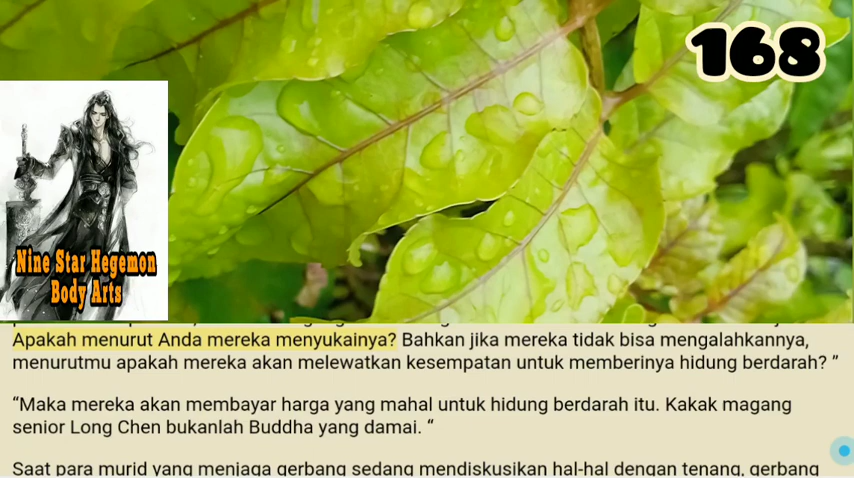 168
Nine Star Hegemon
Body Arts
Apakah menurut Anda mereka menyukainya? Bahkan jika mereka tidak bisa mengalahkannya,
menurutmu apakah mereka akan melewatkan kesempatan untuk memberinya hidung berdarah? ”
“Maka mereka akan membayar harga yang mahal untuk hidung berdarah itu. Kakak magang
senior Long Chen bukanlah Buddha yang damai. “
Saat para murid yang menjaga gerbang sedang mendiskusikan hal-hal dengan tenang, gerbang